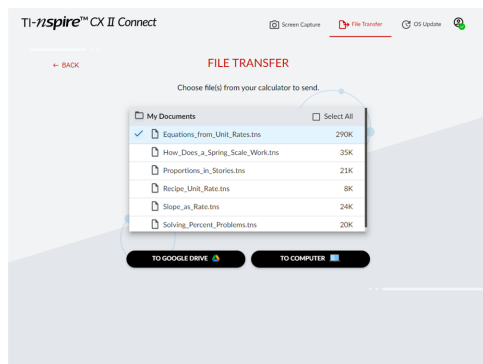 TI-nspire™ CX II Connect
Screen Capture
File Transfer
OS Update
← BACK
FILE TRANSFER
Choose file(s) from your calculator to send.
My Documents
Select All
Equations_from_Unit_Rates.tns 290K
How_Does_a_Spring_Scale_Work.tns 35K
Proportions_in_Stories.tns 21K
Recipe_Unit_Rate.tns 8K
Slope_as_Rate.tns 24K
Solving_Percent_Problems.tns 20K
TO GOOGLE DRIVE
TO COMPUTER